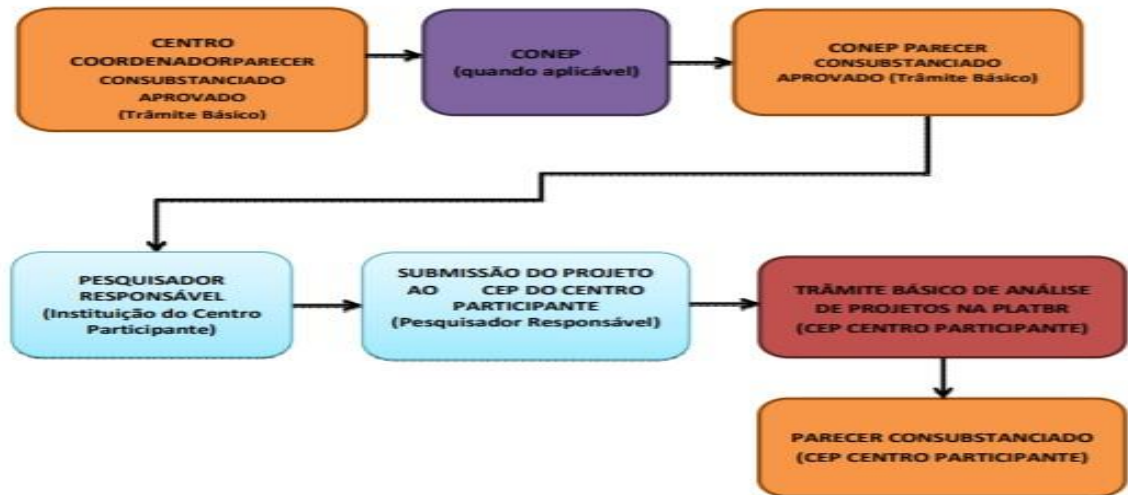 CENTRO
COORDENADORPARECER
CONSUBSTANCIADO
APROVADO
(Trâmite Básico)
CONEP
(quando aplicável)
CONEP PARECER
CONSUBSTANCIADO
APROVADO (Trâmite Básico)
PESQUISADOR
RESPONSÁVEL
(Instituição do Centro
Participante)
SUBMISSÃO DO PROJETO
AO CEP DO CENTRO
PARTICIPANTE
(Pesquisador Responsável)
TRÂMITE BÁSICO DE ANÁLISE
DE PROJETOS NA PLATBR
(CEP CENTRO PARTICIPANTE)
PARECER CONSUBSTANCIADO
(CEP CENTRO PARTICIPANTE)